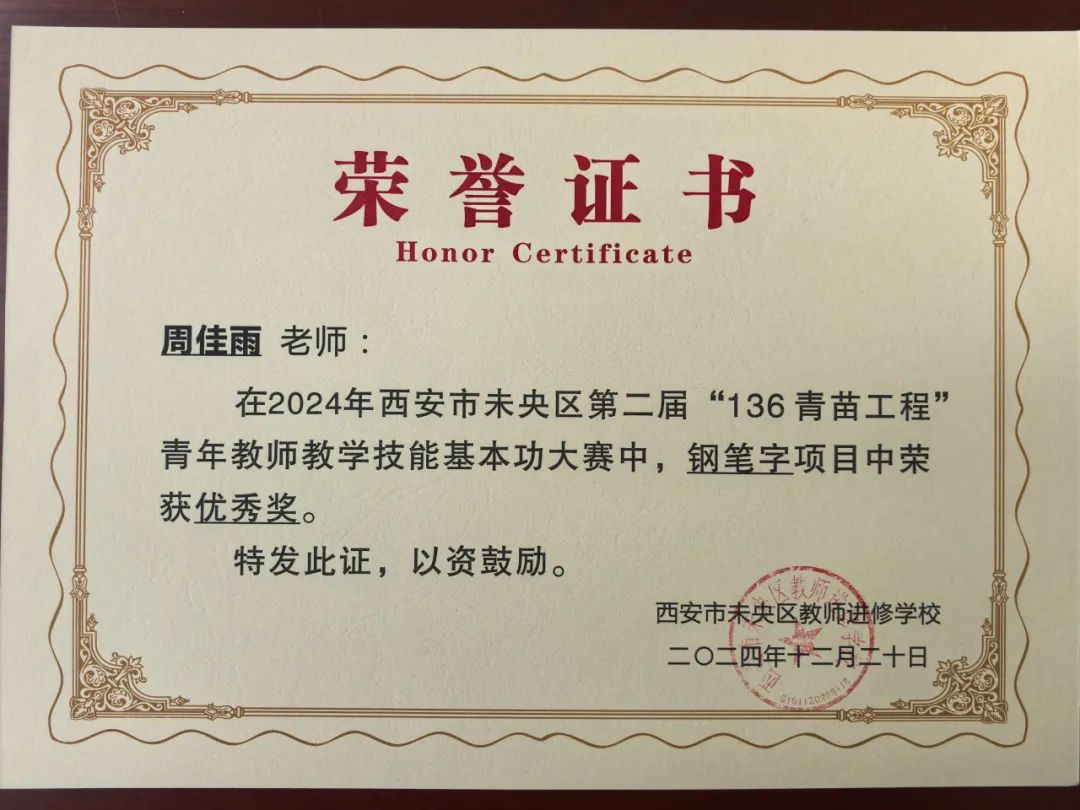 荣誉证书
Honor Certificate
周佳雨 老师：
在2024年西安市未央区第二届“136青苗工程”
青年教师教学技能基本功大赛中，钢笔字项目中荣
获优秀奖。
特发此证，以资鼓励。
西安市未央区教师进修学校
二〇二四年十二月二十日